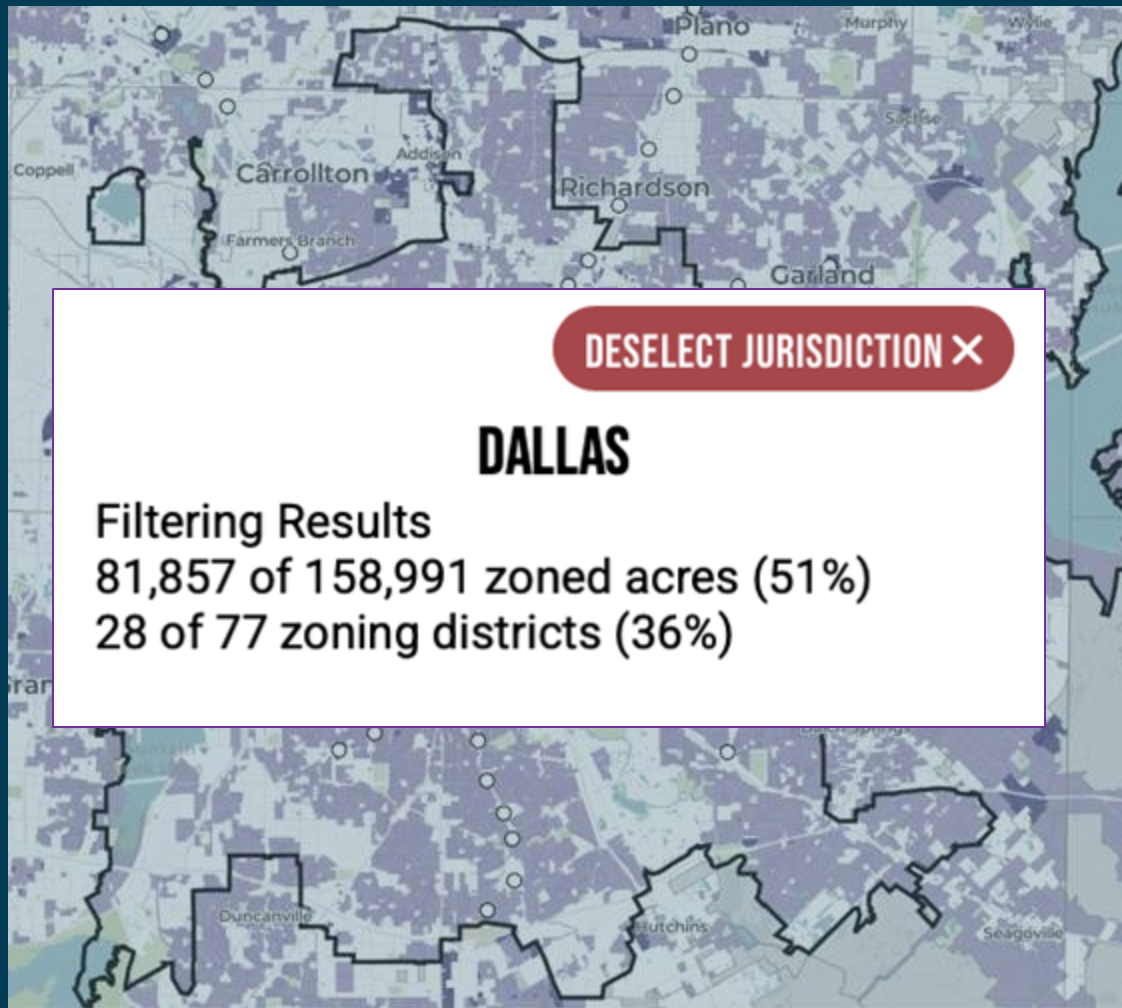 Plano
Murphy
Wylie
Sachse
Coppell
Carrollton
Addison
Richardson
Farmers Branch
Garland
DESELECT JURISDICTION ✕
DALLAS
Filtering Results
81,857 of 158,991 zoned acres (51%)
28 of 77 zoning districts (36%)
Duncanville
Hutchins
Seagoville